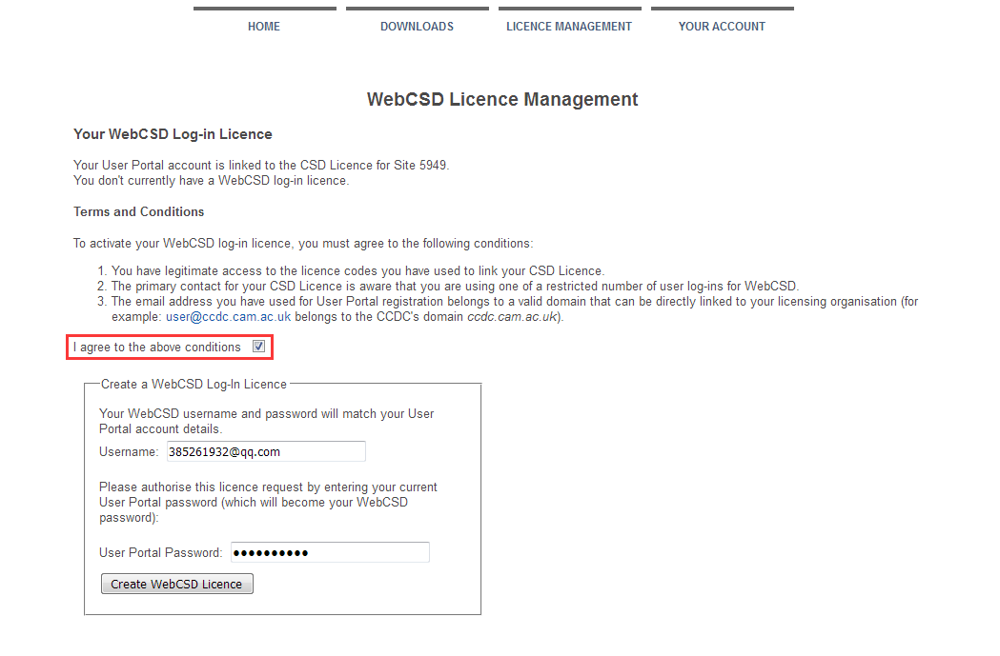 HOME DOWNLOADS LICENCE MANAGEMENT YOUR ACCOUNT
WebCSD Licence Management
Your WebCSD Log-in Licence
Your User Portal account is linked to the CSD Licence for Site 5949.
You don't currently have a WebCSD log-in licence.
Terms and Conditions
To activate your WebCSD log-in licence, you must agree to the following conditions:
1. You have legitimate access to the licence codes you have used to link your CSD Licence.
2. The primary contact for your CSD Licence is aware that you are using one of a restricted number of user log-ins for WebCSD.
3. The email address you have used for User Portal registration belongs to a valid domain that can be directly linked to your licensing organisation (for
example: user@ccdc.cam.ac.uk belongs to the CCDC's domain ccdc.cam.ac.uk).
I agree to the above conditions
Create a WebCSD Log-In Licence
Your WebCSD username and password will match your User
Portal account details.
Username: 385261932@qq.com
Please authorise this licence request by entering your current
User Portal password (which will become your WebCSD
password):
User Portal Password: ●●●●●●●●●●
Create WebCSD Licence